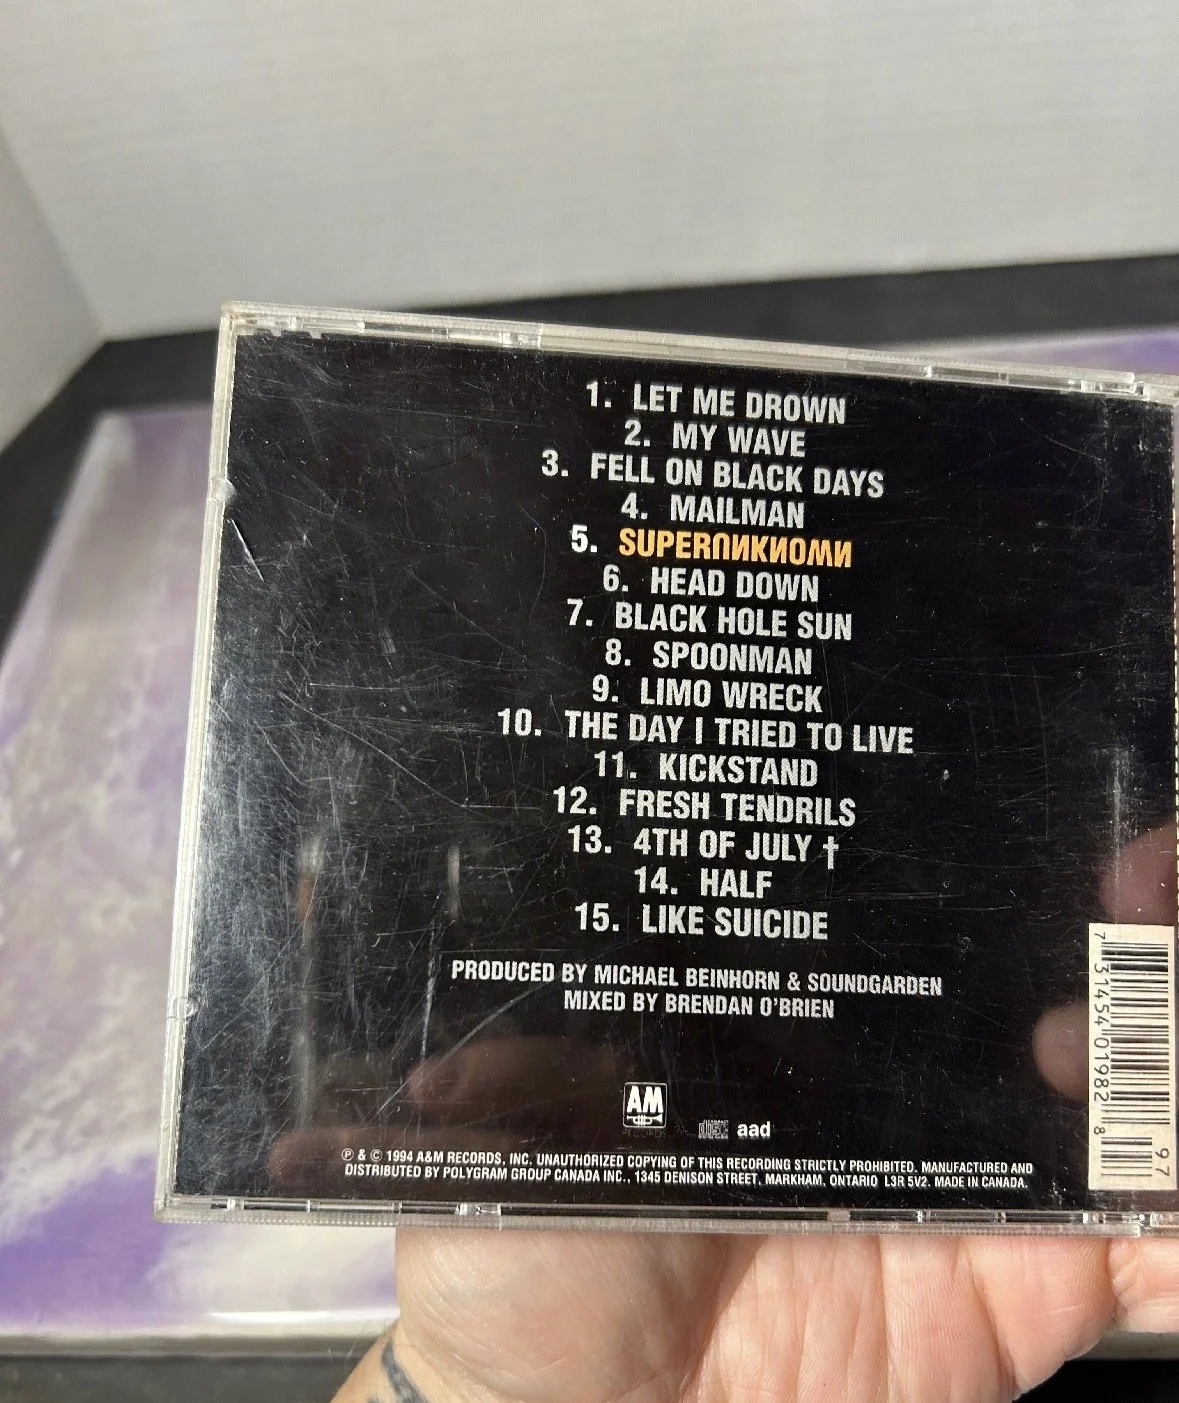 1. LET ME DROWN
2. MY WAVE
3. FELL ON BLACK DAYS
4. MAILMAN
5. SUPERUNKNOWN
6. HEAD DOWN
7. BLACK HOLE SUN
8. SPOONMAN
9. LIMO WRECK
10. THE DAY I TRIED TO LIVE
11. KICKSTAND
12. FRESH TENDRILS
13. 4TH OF JULY †
14. HALF
15. LIKE SUICIDE
PRODUCED BY MICHAEL BEINHORN & SOUNDGARDEN
MIXED BY BRENDAN O'BRIEN
AM
RECORDS
disc
aad
℗ & © 1994 A&M RECORDS, INC. UNAUTHORIZED COPYING OF THIS RECORDING STRICTLY PROHIBITED. MANUFACTURED AND
DISTRIBUTED BY POLYGRAM GROUP CANADA INC., 1345 DENISON STREET, MARKHAM, ONTARIO L3R 5V2. MADE IN CANADA.
7 31454 01982 8
97